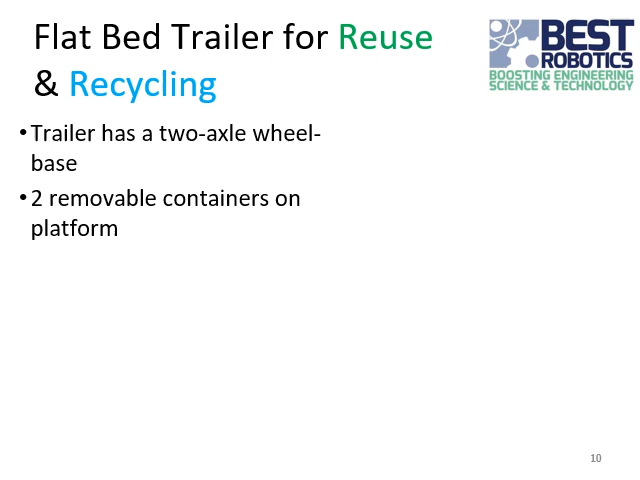 Flat Bed Trailer for Reuse
& Recycling
BEST
ROBOTICS
BOOSTING ENGINEERING
SCIENCE & TECHNOLOGY
•Trailer has a two-axle wheel-
base
•2 removable containers on
platform
10